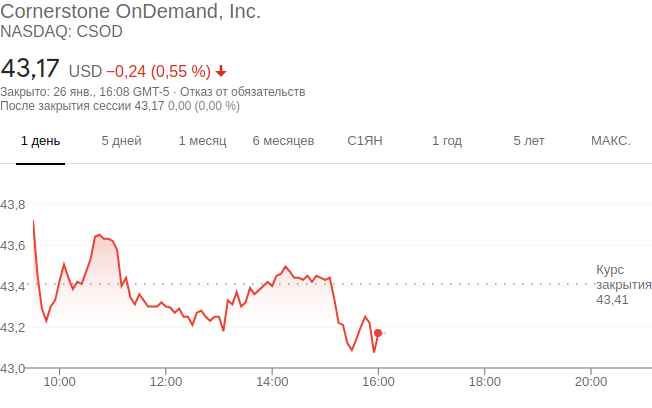 Cornerstone OnDemand, Inc.
NASDAQ: CSOD
43,17 USD −0,24 (0,55 %)
Закрыто: 26 янв., 16:08 GMT-5 · Отказ от обязательств
После закрытия сессии 43,17 0,00 (0,00 %)
1 день 5 дней 1 месяц 6 месяцев С1ЯН 1 год 5 лет МАКС.
43,8
43,6
43,4
43,2
43,0
Курс
закрытия
43,41
10:00 12:00 14:00 16:00 18:00 20:00